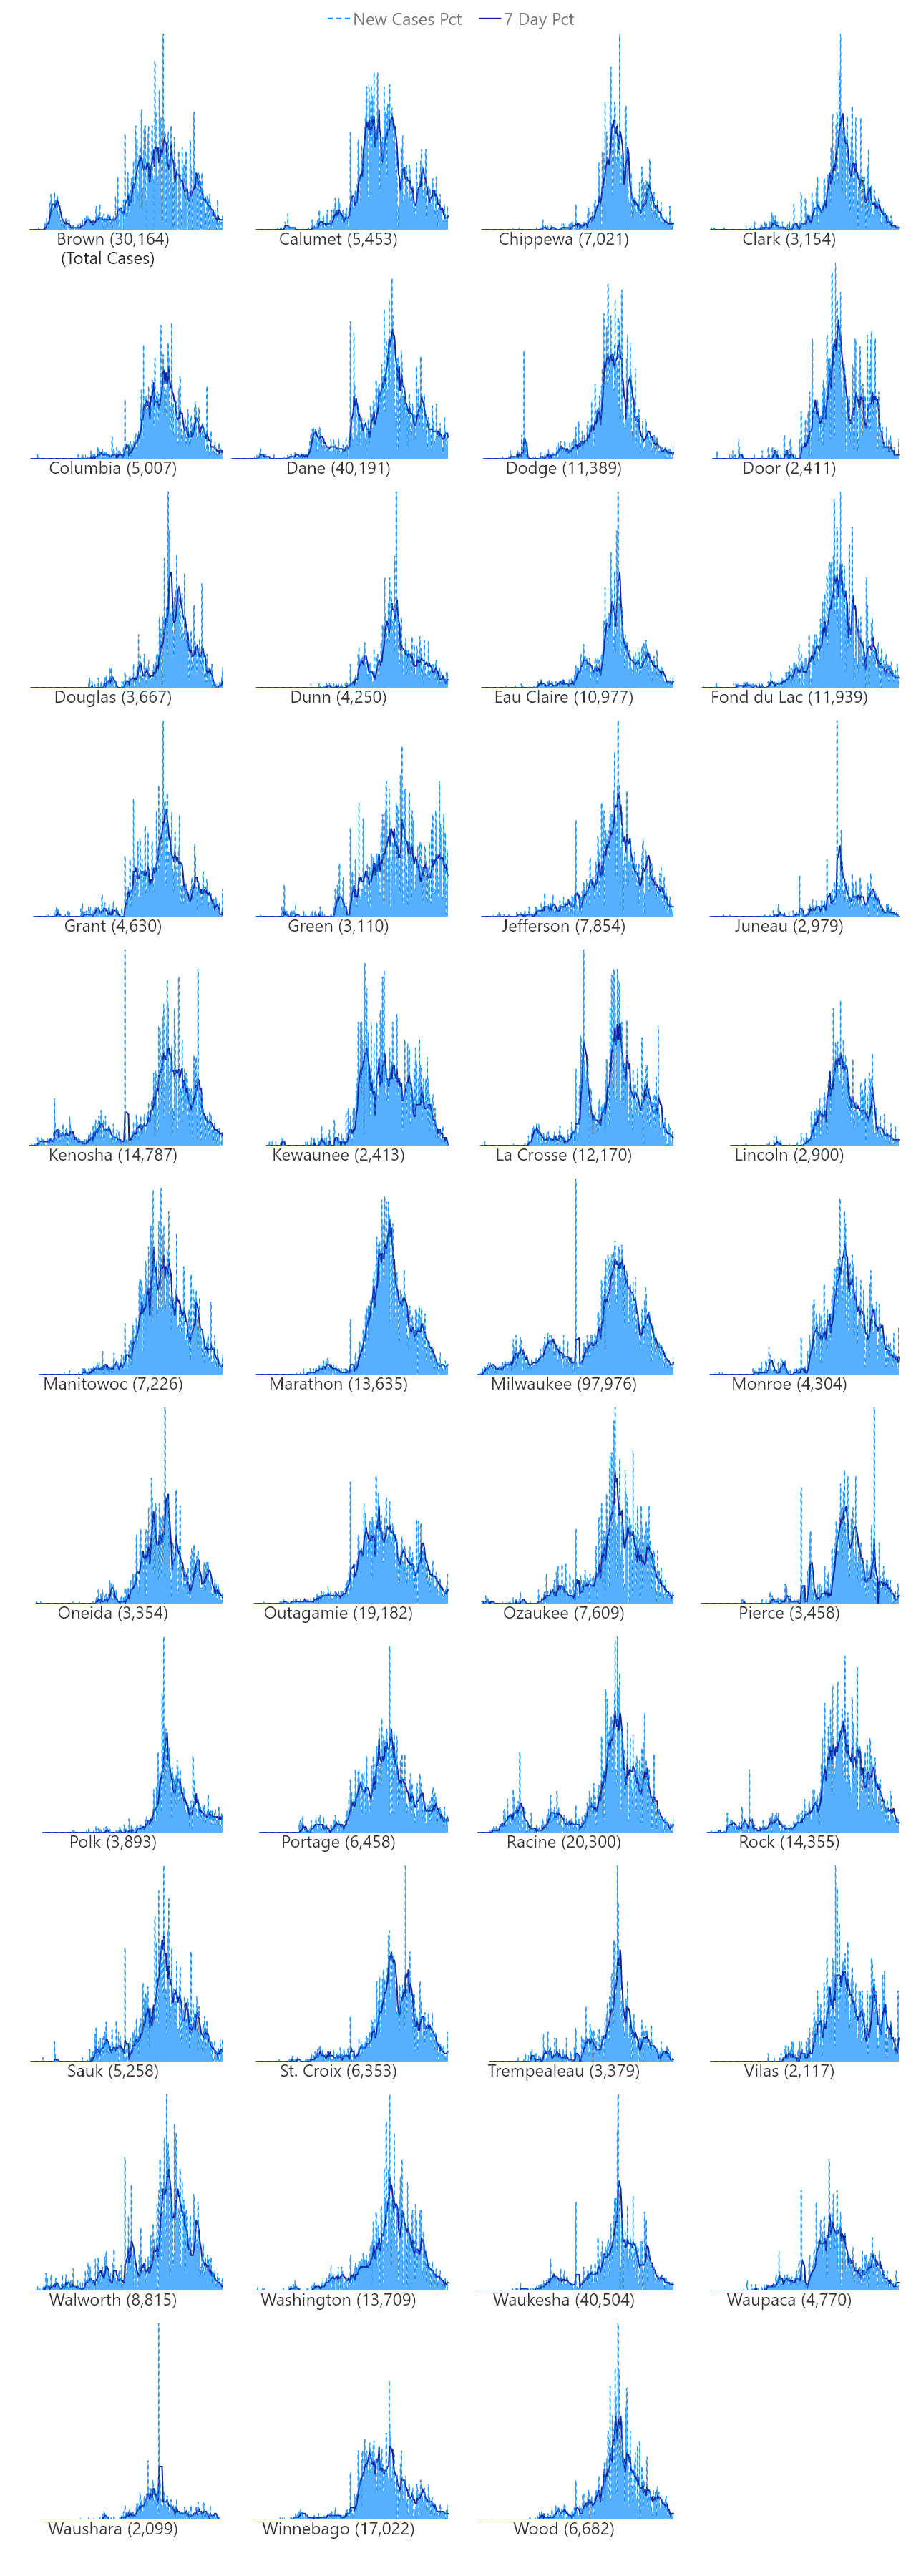 New Cases Pct 7 Day Pct
Brown (30,164) Calumet (5,453) Chippewa (7,021) Clark (3,154)
(Total Cases)
Columbia (5,007) Dane (40,191) Dodge (11,389) Door (2,411)
Douglas (3,667) Dunn (4,250) Eau Claire (10,977) Fond du Lac (11,939)
Grant (4,630) Green (3,110) Jefferson (7,854) Juneau (2,979)
Kenosha (14,787) Kewaunee (2,413) La Crosse (12,170) Lincoln (2,900)
Manitowoc (7,226) Marathon (13,635) Milwaukee (97,976) Monroe (4,304)
Oneida (3,354) Outagamie (19,182) Ozaukee (7,609) Pierce (3,458)
Polk (3,893) Portage (6,458) Racine (20,300) Rock (14,355)
Sauk (5,258) St. Croix (6,353) Trempealeau (3,379) Vilas (2,117)
Walworth (8,815) Washington (13,709) Waukesha (40,504) Waupaca (4,770)
Waushara (2,099) Winnebago (17,022) Wood (6,682)